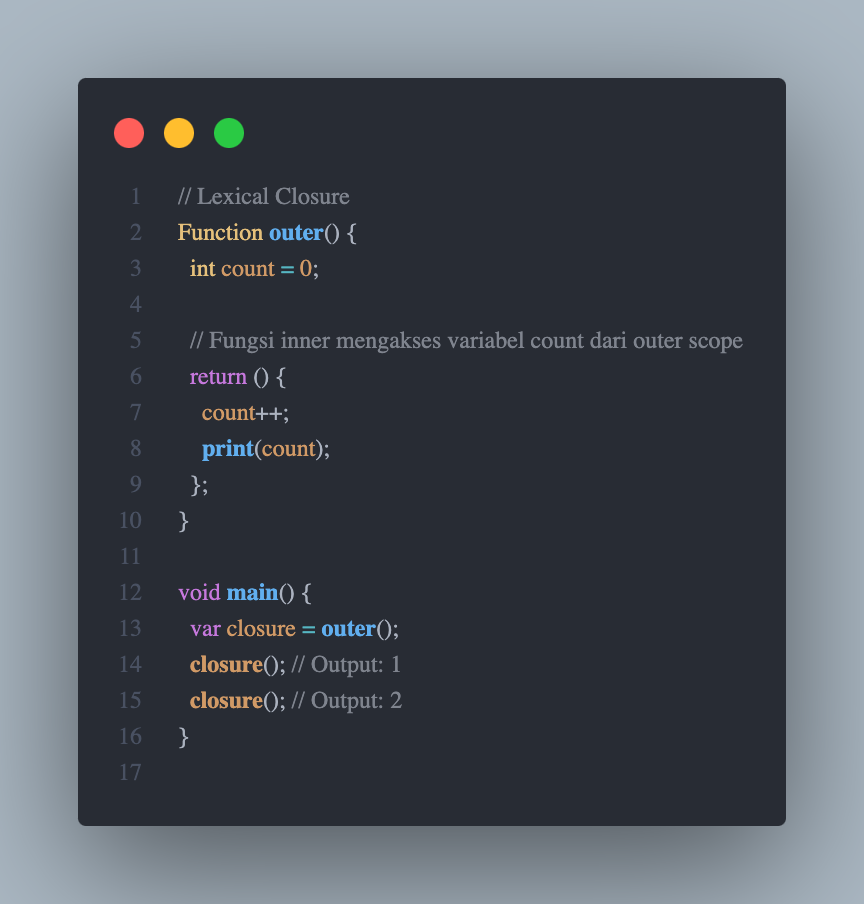 1 // Lexical Closure
2 Function outer() {
3 int count = 0;
4
5 // Fungsi inner mengakses variabel count dari outer scope
6 return () {
7 count++;
8 print(count);
9 };
10 }
11
12 void main() {
13 var closure = outer();
14 closure(); // Output: 1
15 closure(); // Output: 2
16 }
17